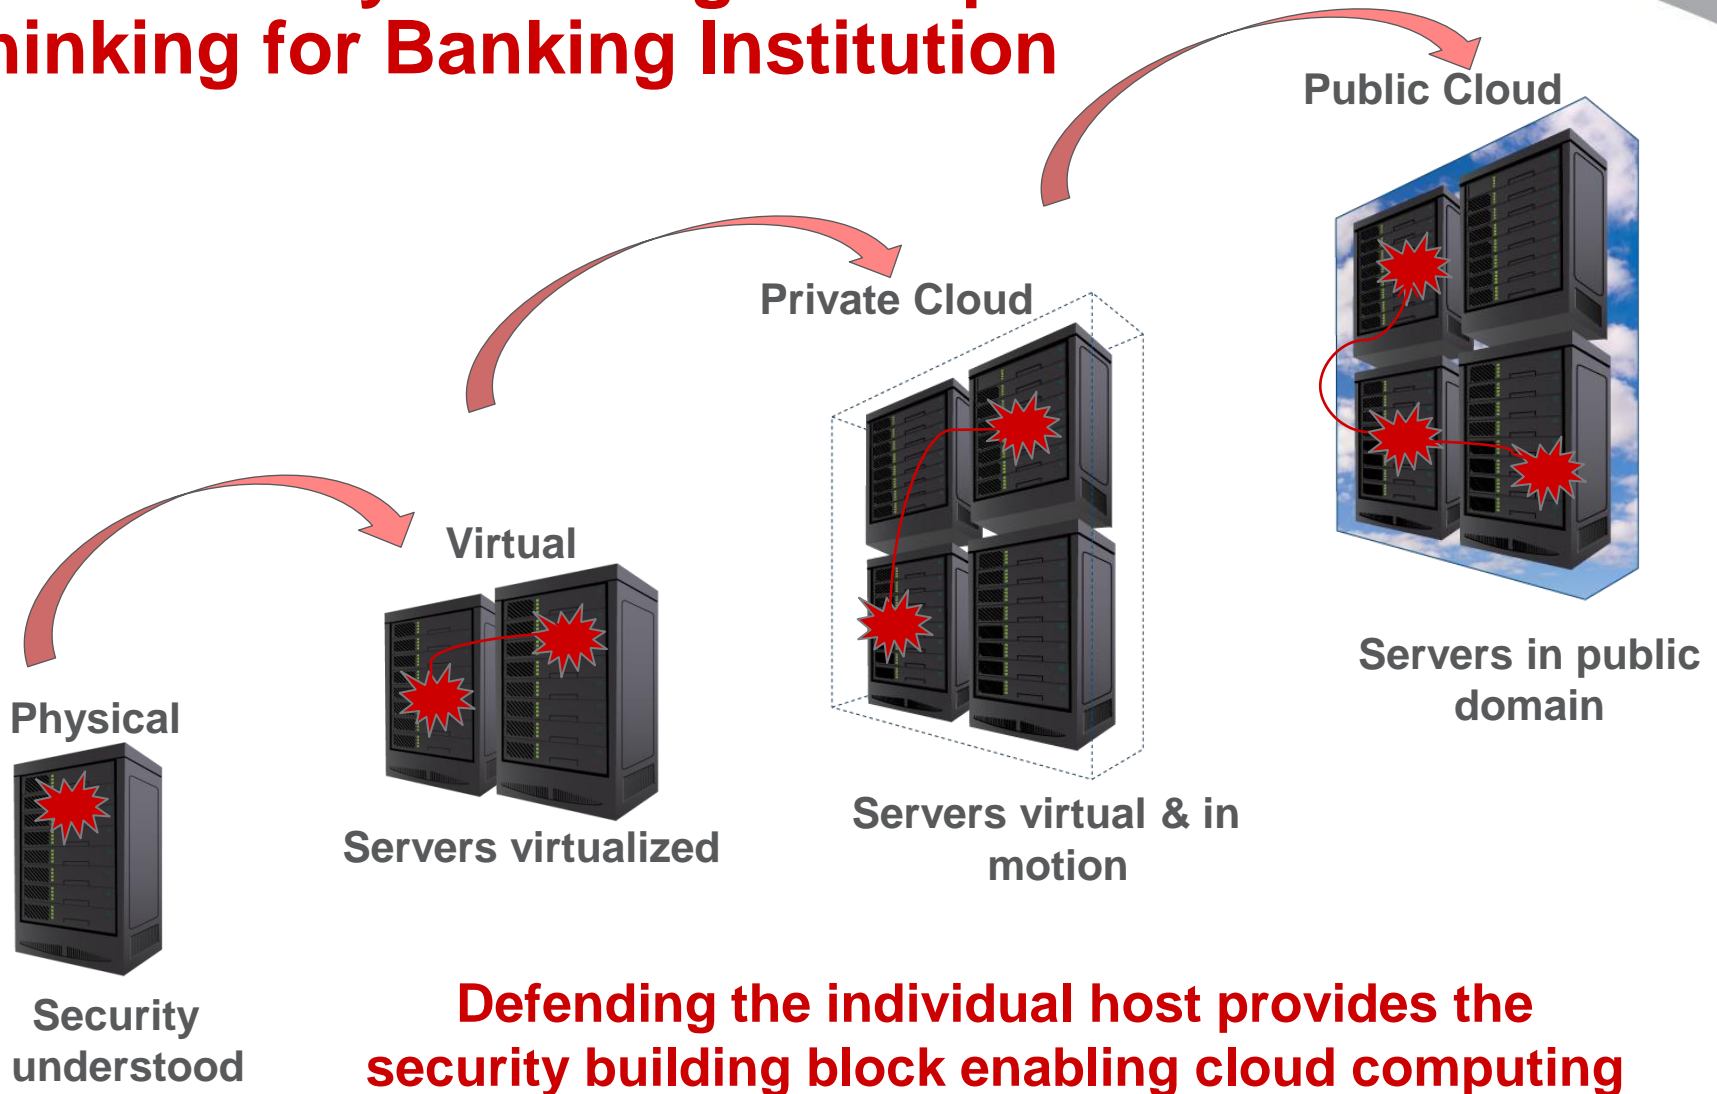 hinking for Banking Institution
Public Cloud
Private Cloud
Virtual
Physical
Servers in public
domain
Servers virtual & in
motion
Servers virtualized
Security
understood
Defending the individual host provides the
security building block enabling cloud computing